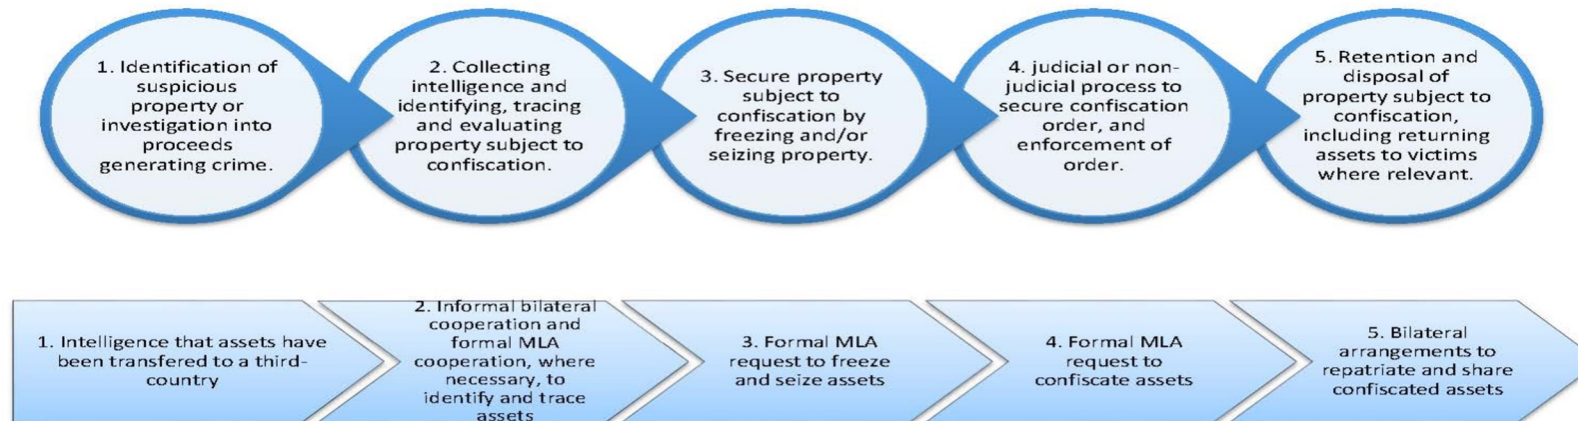 1. Identification of
suspicious
property or
investigation into
proceeds
generating crime.
2. Collecting
intelligence and
identifying, tracing
and evaluating
property subject to
confiscation.
3. Secure property
subject to
confiscation by
freezing and/or
seizing property.
4. judicial or non-
judicial process to
secure confiscation
order, and
enforcement of
order.
5. Retention and
disposal of
property subject to
confiscation,
including returning
assets to victims
where relevant.
1. Intelligence that assets have
been transfered to a third-
country
2. Informal bilateral
cooperation and
formal MLA
cooperation, where
necessary, to
identify and trace
assets
3. Formal MLA
request to freeze
and seize assets
4. Formal MLA
request to
confiscate assets
5. Bilateral
arrangements to
repatriate and share
confiscated assets